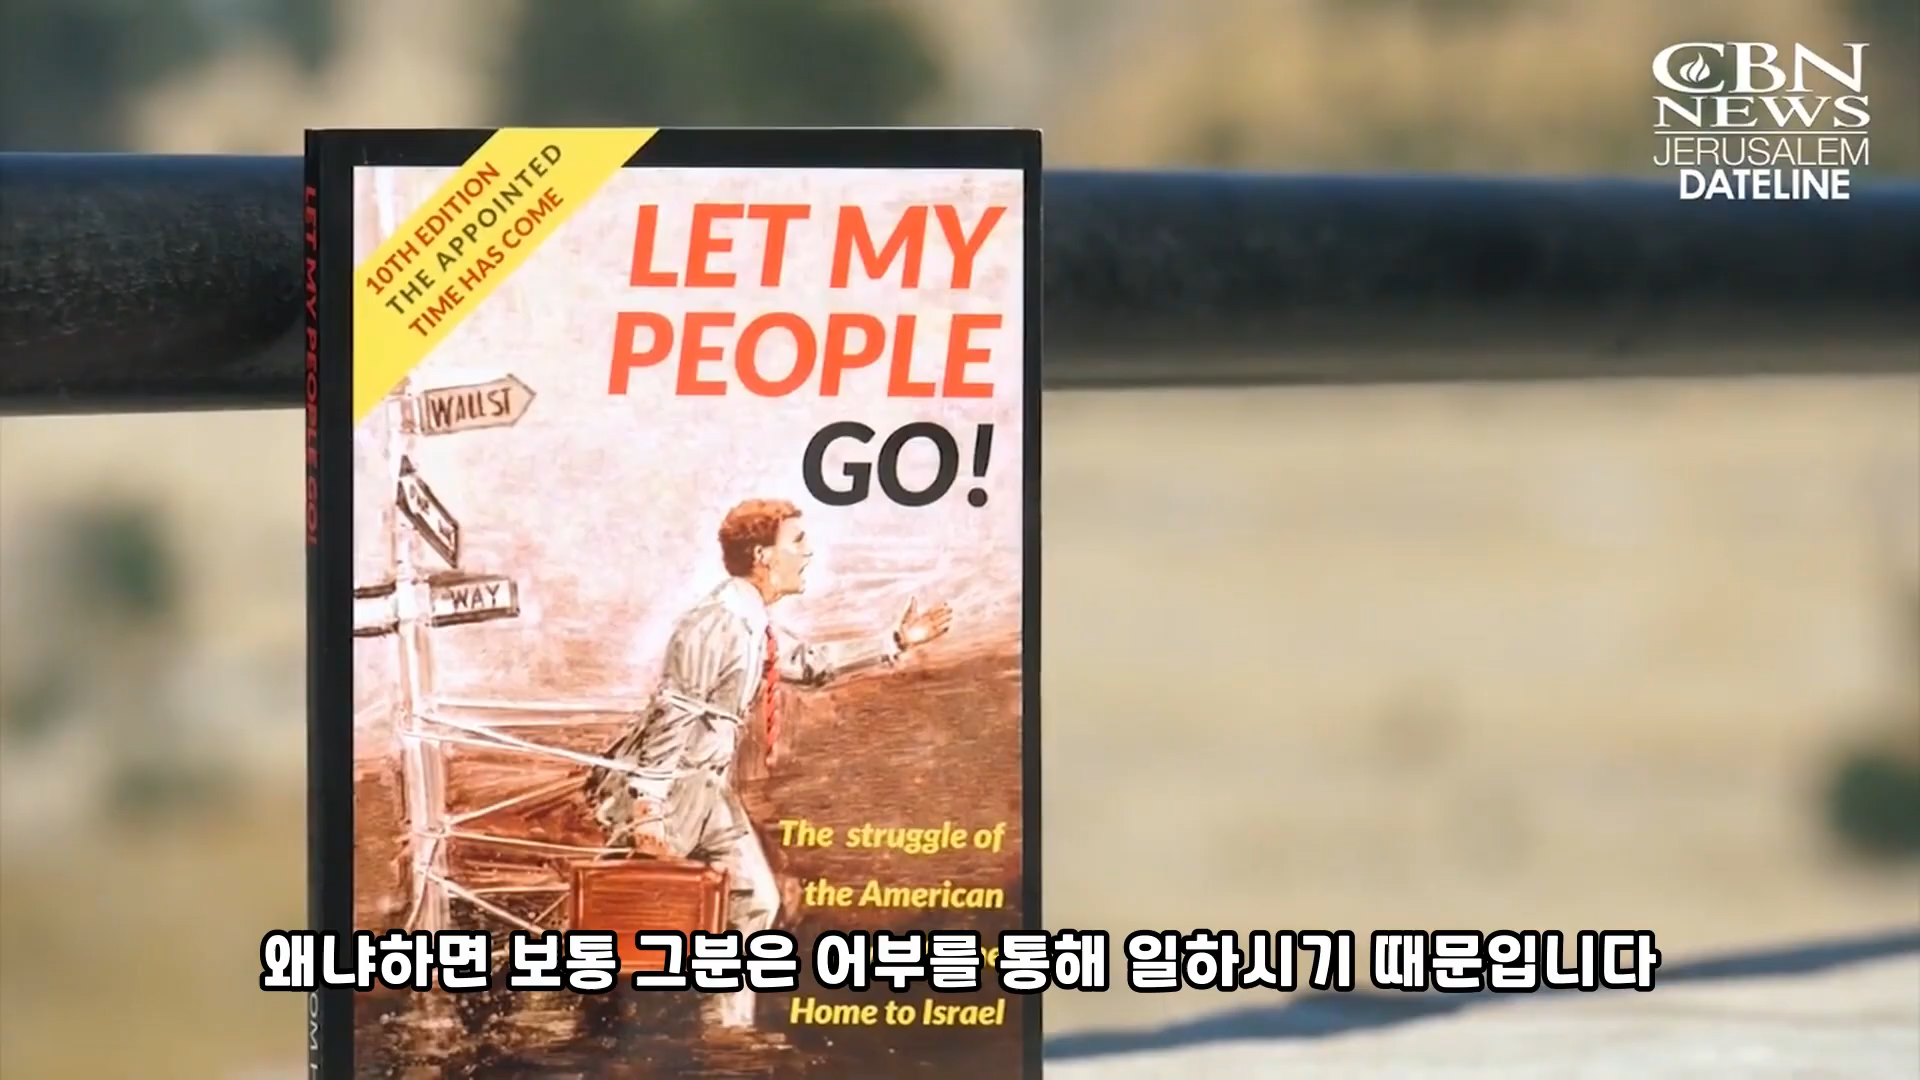 CBN
NEWS
JERUSALEM
DATELINE
10TH EDITION
THE APPOINTED
TIME HAS COME
LET MY
PEOPLE
GO!
LET MY PEOPLE GO!
WALL ST
WAY
The struggle of
the American
Home to Israel
왜냐하면 보통 그분은 어부를 통해 일하시기 때문입니다